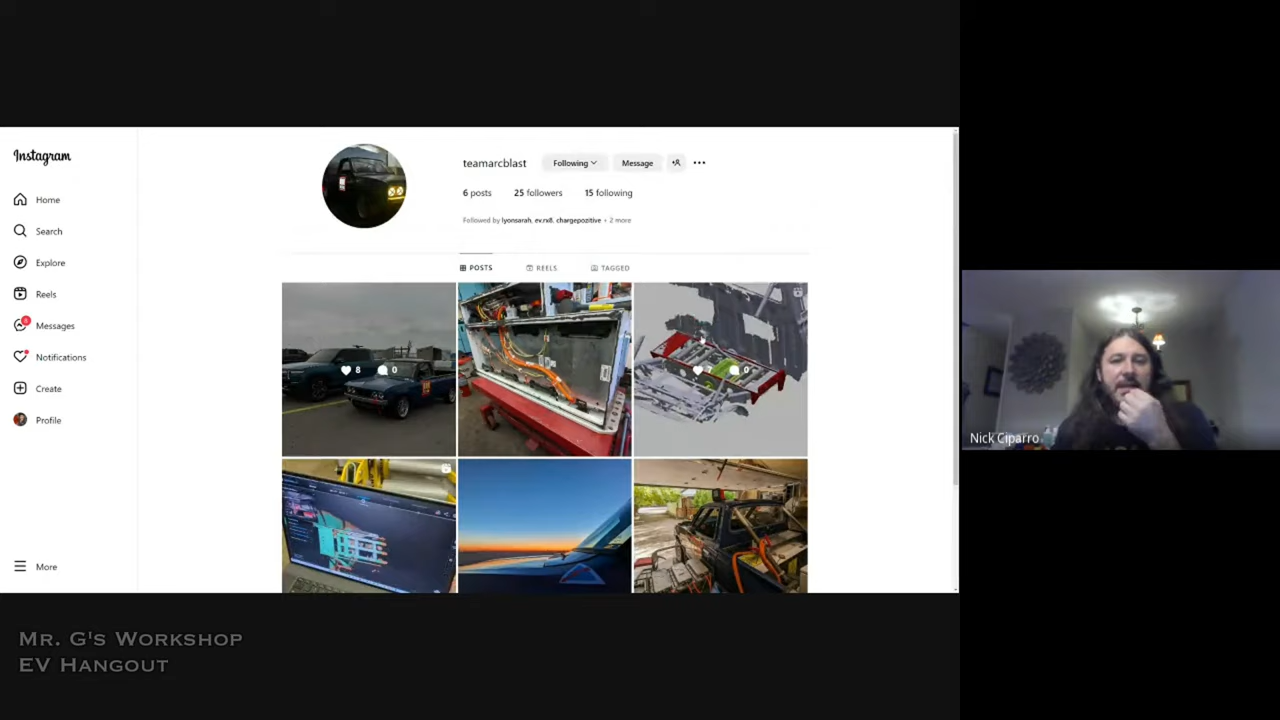 Instagram
Home
Search
Explore
Reels
Messages
Notifications
Create
Profile
More
teamarcblast Following Message
6 posts 25 followers 15 following
Followed by lyonsarah, ev.rx8, chargepozitive + 2 more
POSTS REELS TAGGED
8 0
7 0
Nick Ciparro
Mr. G's Workshop
EV Hangout